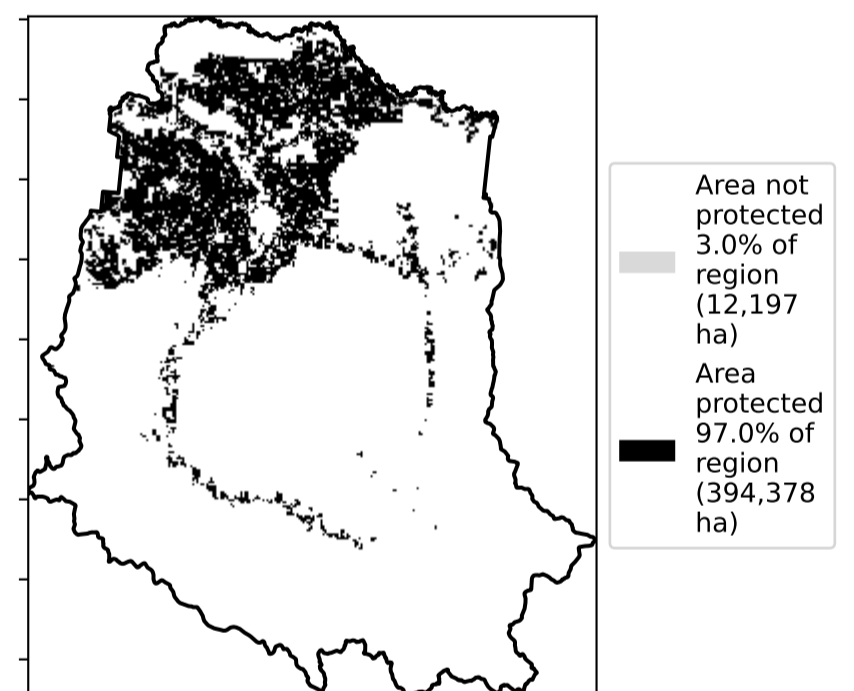 Area not
protected
3.0% of
region
(12,197
ha)
Area
protected
97.0% of
region
(394,378
ha)